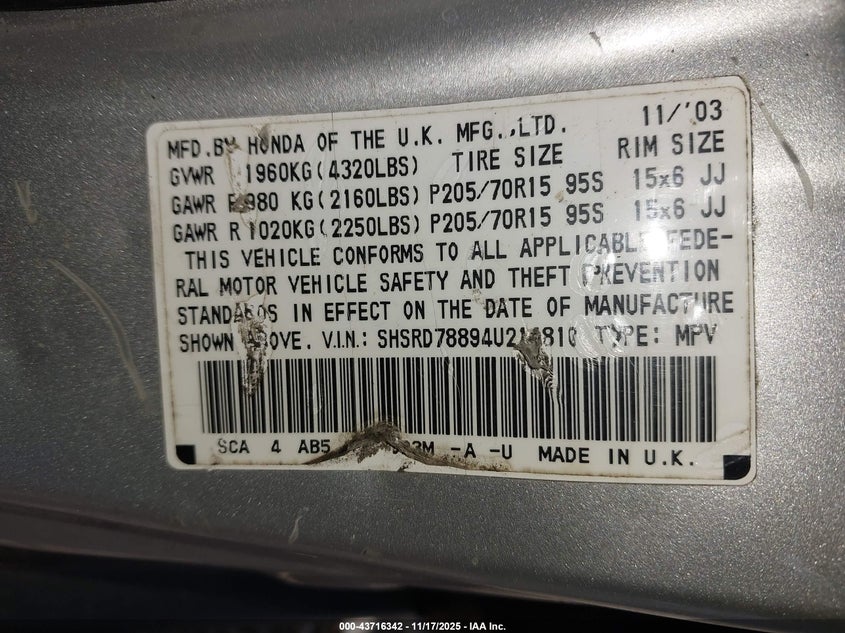 MFD.BY HONDA OF THE U.K. MFG.,LTD. 11/'03
GVWR 1960KG(4320LBS) TIRE SIZE RIM SIZE
GAWR F 980 KG(2160LBS) P205/70R15 95S 15x6 JJ
GAWR R 1020KG(2250LBS) P205/70R15 95S 15x6 JJ
THIS VEHICLE CONFORMS TO ALL APPLICABLE FEDE-
RAL MOTOR VEHICLE SAFETY AND THEFT PREVENTION
STANDARDS IN EFFECT ON THE DATE OF MANUFACTURE
SHOWN ABOVE. V.I.N.: TYPE: MPV
SCA 4 AB5 -A -U MADE IN U.K.
000-43716342 - 11/17/2025 - IAA Inc.